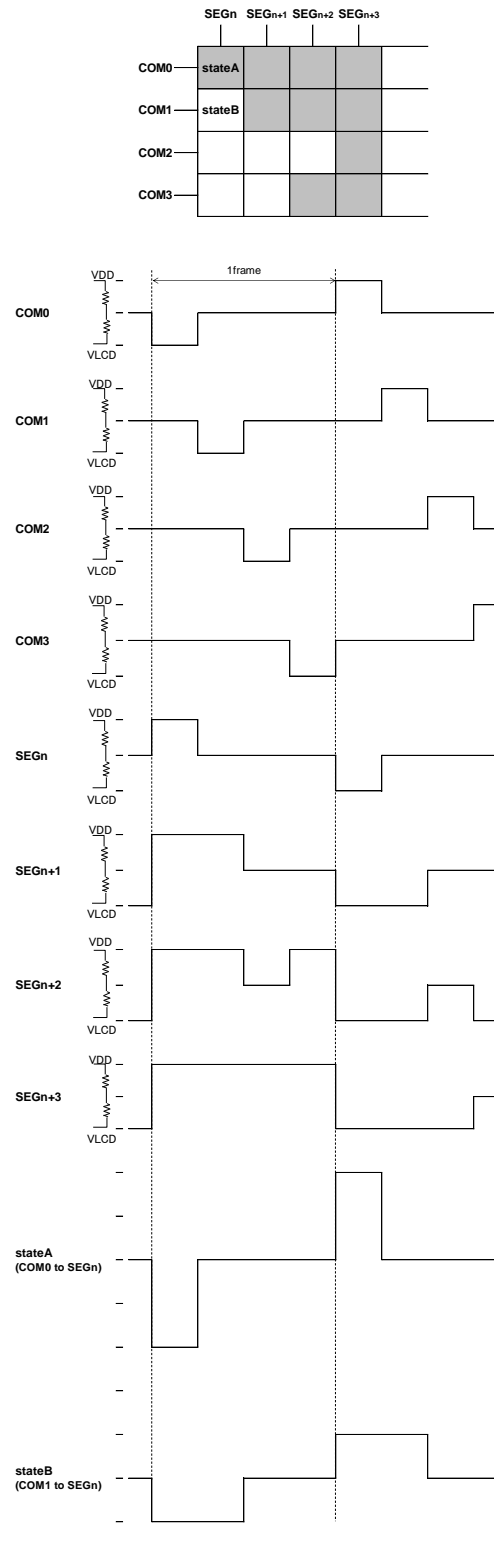 SEGn SEGn+1 SEGn+2 SEGn+3
COM0 stateA
COM1 stateB
COM2
COM3
1frame
VDD
COM0
VLCD
VDD
COM1
VLCD
VDD
COM2
VLCD
VDD
COM3
VLCD
VDD
SEGn
VLCD
VDD
SEGn+1
VLCD
VDD
SEGn+2
VLCD
VDD
SEGn+3
VLCD
stateA
(COM0 to SEGn)
stateB
(COM1 to SEGn)